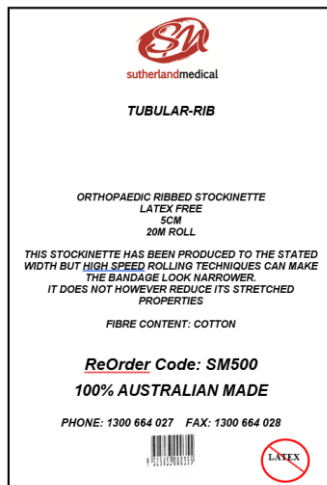 SM
sutherlandmedical
TUBULAR-RIB
ORTHOPAEDIC RIBBED STOCKINETTE
LATEX FREE
5CM
20M ROLL
THIS STOCKINETTE HAS BEEN PRODUCED TO THE STATED
WIDTH BUT HIGH SPEED ROLLING TECHNIQUES CAN MAKE
THE BANDAGE LOOK NARROWER.
IT DOES NOT HOWEVER REDUCE ITS STRETCHED
PROPERTIES
FIBRE CONTENT: COTTON
ReOrder Code: SM500
100% AUSTRALIAN MADE
PHONE: 1300 664 027 FAX: 1300 664 028
LATEX